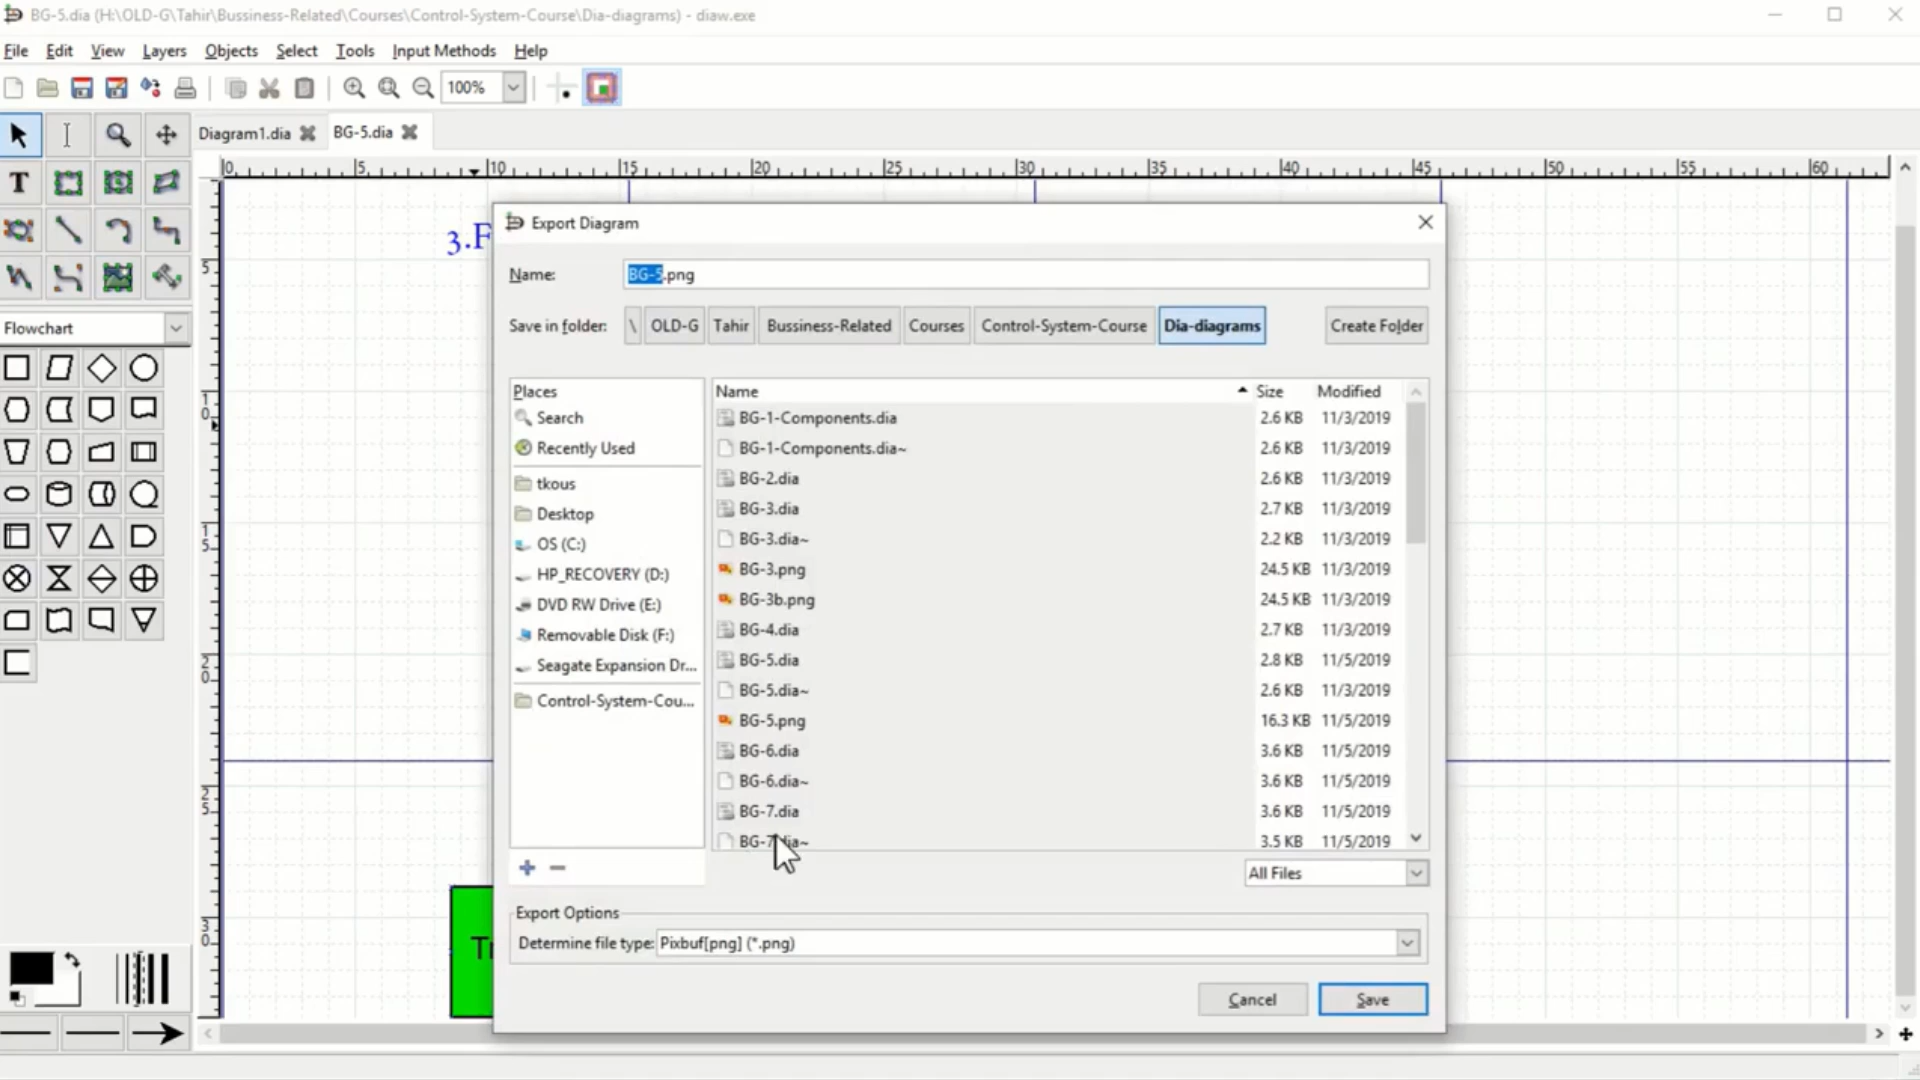 BG-5.dia (H:\OLD-G\Tahir\Bussiness-Related\Courses\Control-System-Course\Dia-diagrams) - diaw.exe
File Edit View Layers Objects Select Tools Input Methods Help
100%
Diagram1.dia BG-5.dia
0 5 10 15 20 25 30 35 40 45 50 55 60
T
Flowchart
5
10
15
20
25
30
3.F
Export Diagram
Name: BG-5.png
Save in folder: \ OLD-G Tahir Bussiness-Related Courses Control-System-Course Dia-diagrams Create Folder
Places
Search
Recently Used
tkous
Desktop
OS (C:)
HP_RECOVERY (D:)
DVD RW Drive (E:)
Removable Disk (F:)
Seagate Expansion Dr...
Control-System-Cou...
Name Size Modified
BG-1-Components.dia 2.6 KB 11/3/2019
BG-1-Components.dia~ 2.6 KB 11/3/2019
BG-2.dia 2.6 KB 11/3/2019
BG-3.dia 2.7 KB 11/3/2019
BG-3.dia~ 2.2 KB 11/3/2019
BG-3.png 24.5 KB 11/3/2019
BG-3b.png 24.5 KB 11/3/2019
BG-4.dia 2.7 KB 11/3/2019
BG-5.dia 2.8 KB 11/5/2019
BG-5.dia~ 2.6 KB 11/3/2019
BG-5.png 16.3 KB 11/5/2019
BG-6.dia 3.6 KB 11/5/2019
BG-6.dia~ 3.6 KB 11/5/2019
BG-7.dia 3.6 KB 11/5/2019
BG-7.dia~ 3.5 KB 11/5/2019
All Files
Export Options
Determine file type: Pixbuf[png] (*.png)
Cancel Save